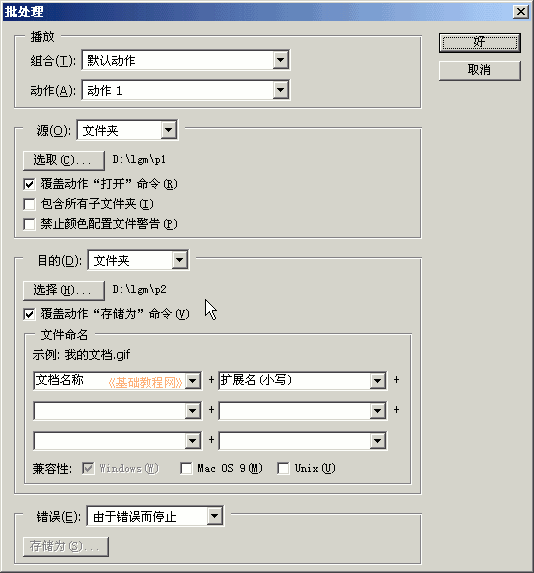 批处理
播放
好
组合(T): 默认动作
取消
动作(A): 动作 1
源(O): 文件夹
选取(C)... D:\lgm\p1
覆盖动作“打开”命令(R)
包含所有子文件夹(I)
禁止颜色配置文件警告(P)
目的(D): 文件夹
选择(H)... D:\lgm\p2
覆盖动作“存储为”命令(V)
文件命名
示例: 我的文档.gif
文档名称 《基础教程网》 + 扩展名(小写) +
+ +
+
兼容性: Windows(W) Mac OS 9(M) Unix(U)
错误(E): 由于错误而停止
存储为(S)...